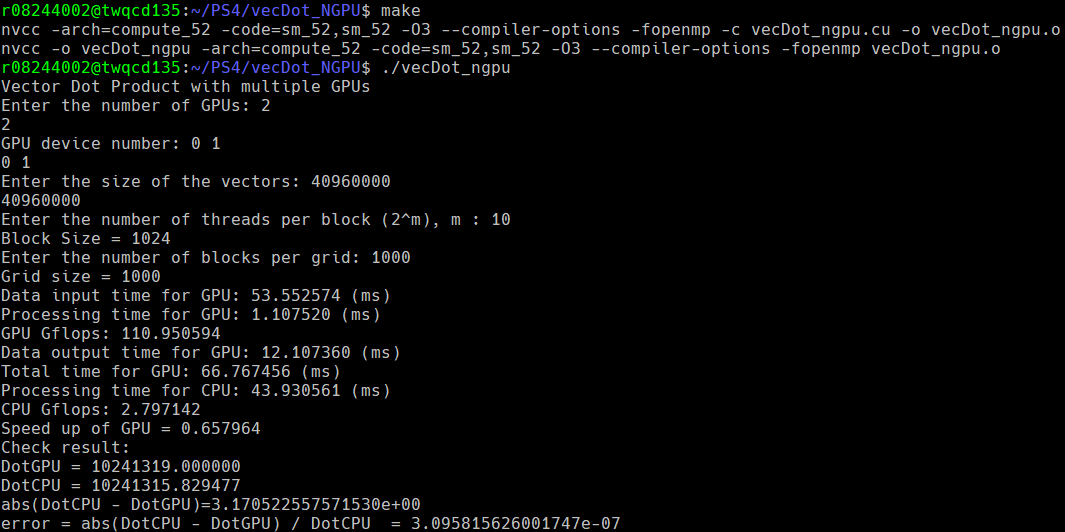 r08244002@twqcd135:~/PS4/vecDot_NGPU$ make
nvcc -arch=compute_52 -code=sm_52,sm_52 -O3 --compiler-options -fopenmp -c vecDot_ngpu.cu -o vecDot_ngpu.o
nvcc -o vecDot_ngpu -arch=compute_52 -code=sm_52,sm_52 -O3 --compiler-options -fopenmp vecDot_ngpu.o
r08244002@twqcd135:~/PS4/vecDot_NGPU$ ./vecDot_ngpu
Vector Dot Product with multiple GPUs
Enter the number of GPUs: 2
2
GPU device number: 0 1
0 1
Enter the size of the vectors: 40960000
40960000
Enter the number of threads per block (2^m), m : 10
Block Size = 1024
Enter the number of blocks per grid: 1000
Grid size = 1000
Data input time for GPU: 53.552574 (ms)
Processing time for GPU: 1.107520 (ms)
GPU Gflops: 110.950594
Data output time for GPU: 12.107360 (ms)
Total time for GPU: 66.767456 (ms)
Processing time for CPU: 43.930561 (ms)
CPU Gflops: 2.797142
Speed up of GPU = 0.657964
Check result:
DotGPU = 10241319.000000
DotCPU = 10241315.829477
abs(DotCPU - DotGPU)=3.170522557571530e+00
error = abs(DotCPU - DotGPU) / DotCPU  = 3.095815626001747e-07